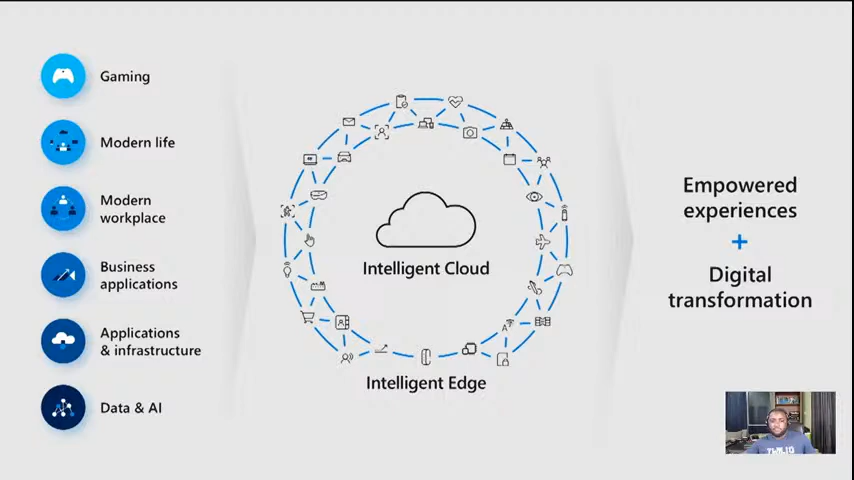 Gaming
Modern life
Modern
workplace
Business
applications
Applications
& infrastructure
Data & AI
Intelligent Cloud
Intelligent Edge
Empowered
experiences
+
Digital
transformation